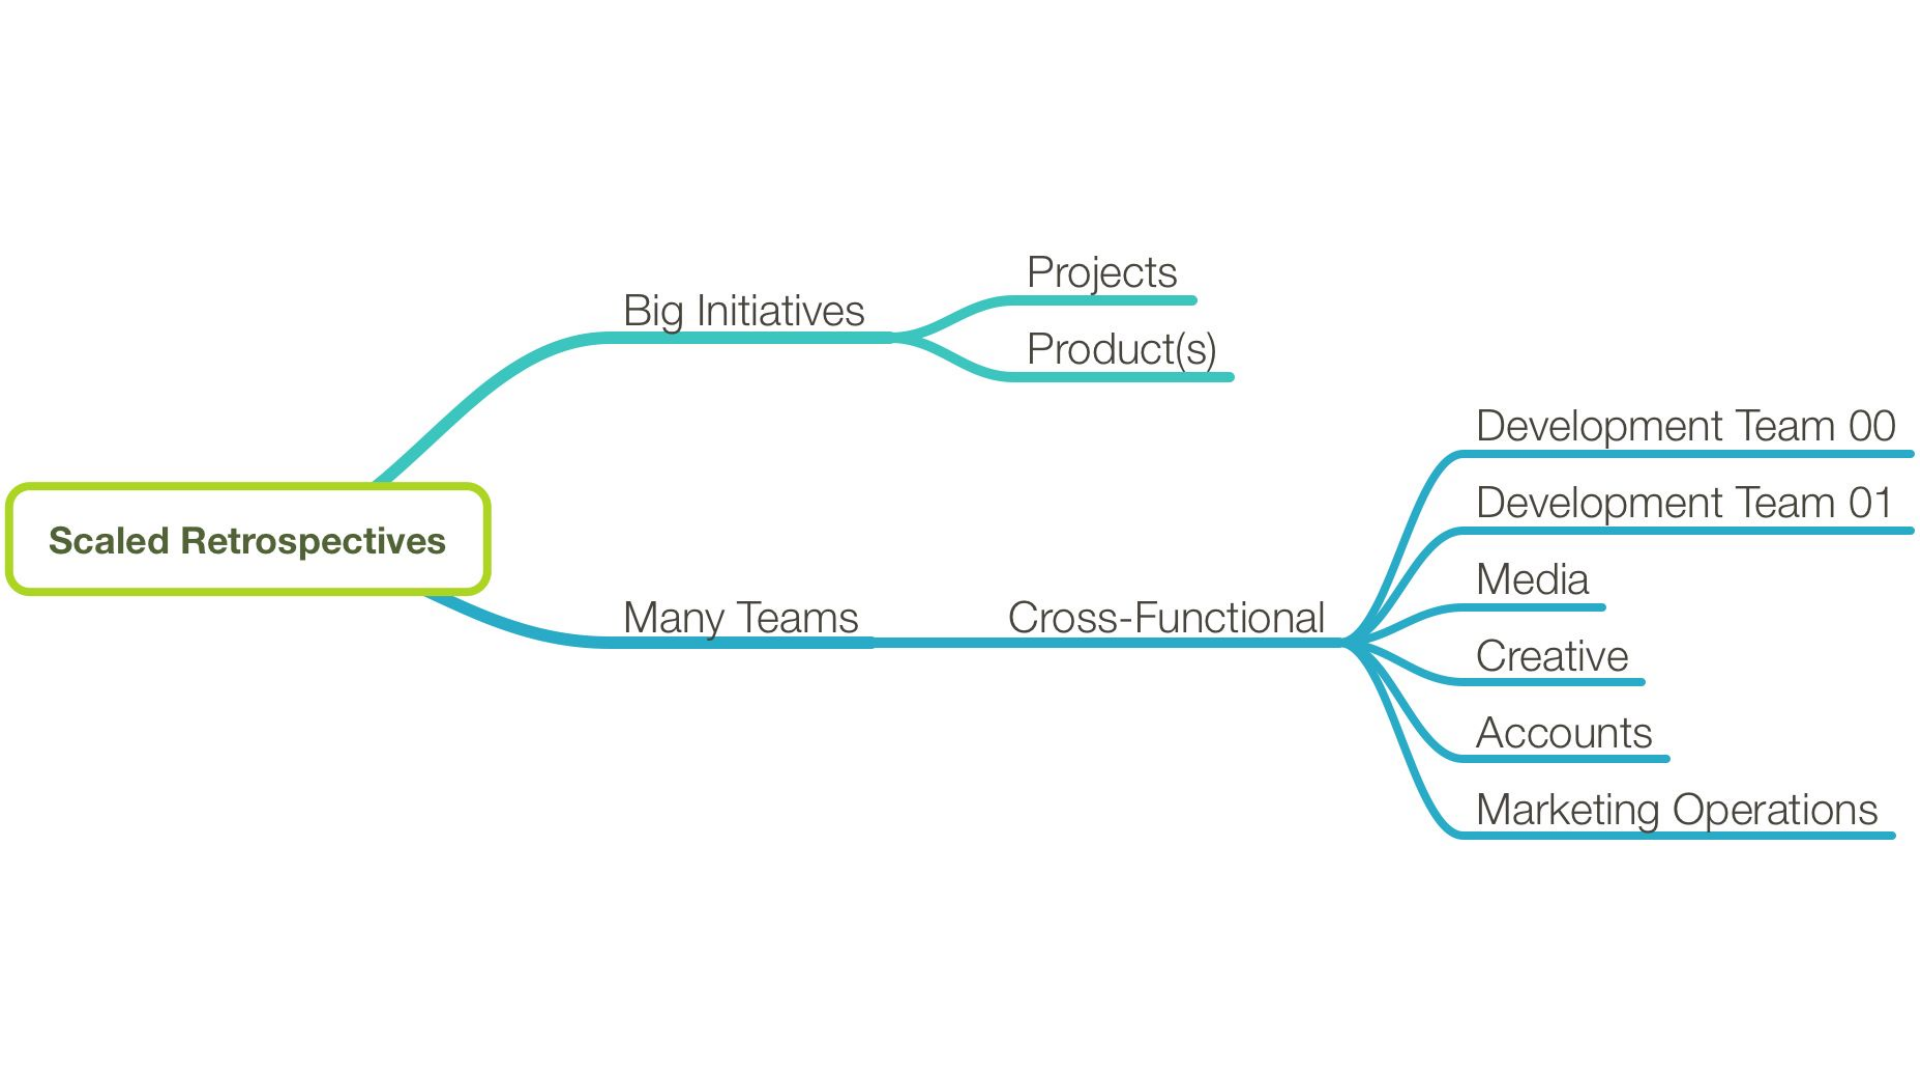 Scaled Retrospectives
Big Initiatives
Projects
Product(s)
Many Teams
Cross-Functional
Development Team 00
Development Team 01
Media
Creative
Accounts
Marketing Operations